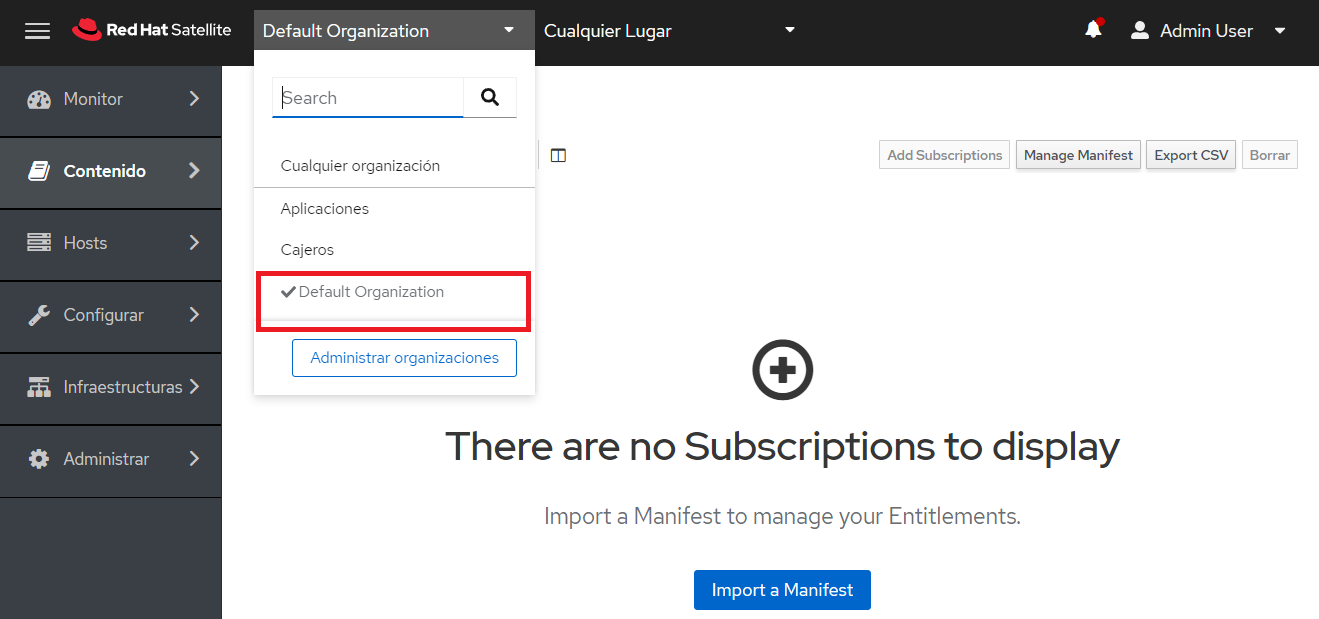 Red Hat Satellite
Default Organization
Cualquier Lugar
Admin User
Monitor
Contenido
Hosts
Configurar
Infraestructuras
Administrar
Search
Cualquier organización
Aplicaciones
Cajeros
Default Organization
Administrar organizaciones
Add Subscriptions
Manage Manifest
Export CSV
Borrar
There are no Subscriptions to display
Import a Manifest to manage your Entitlements.
Import a Manifest